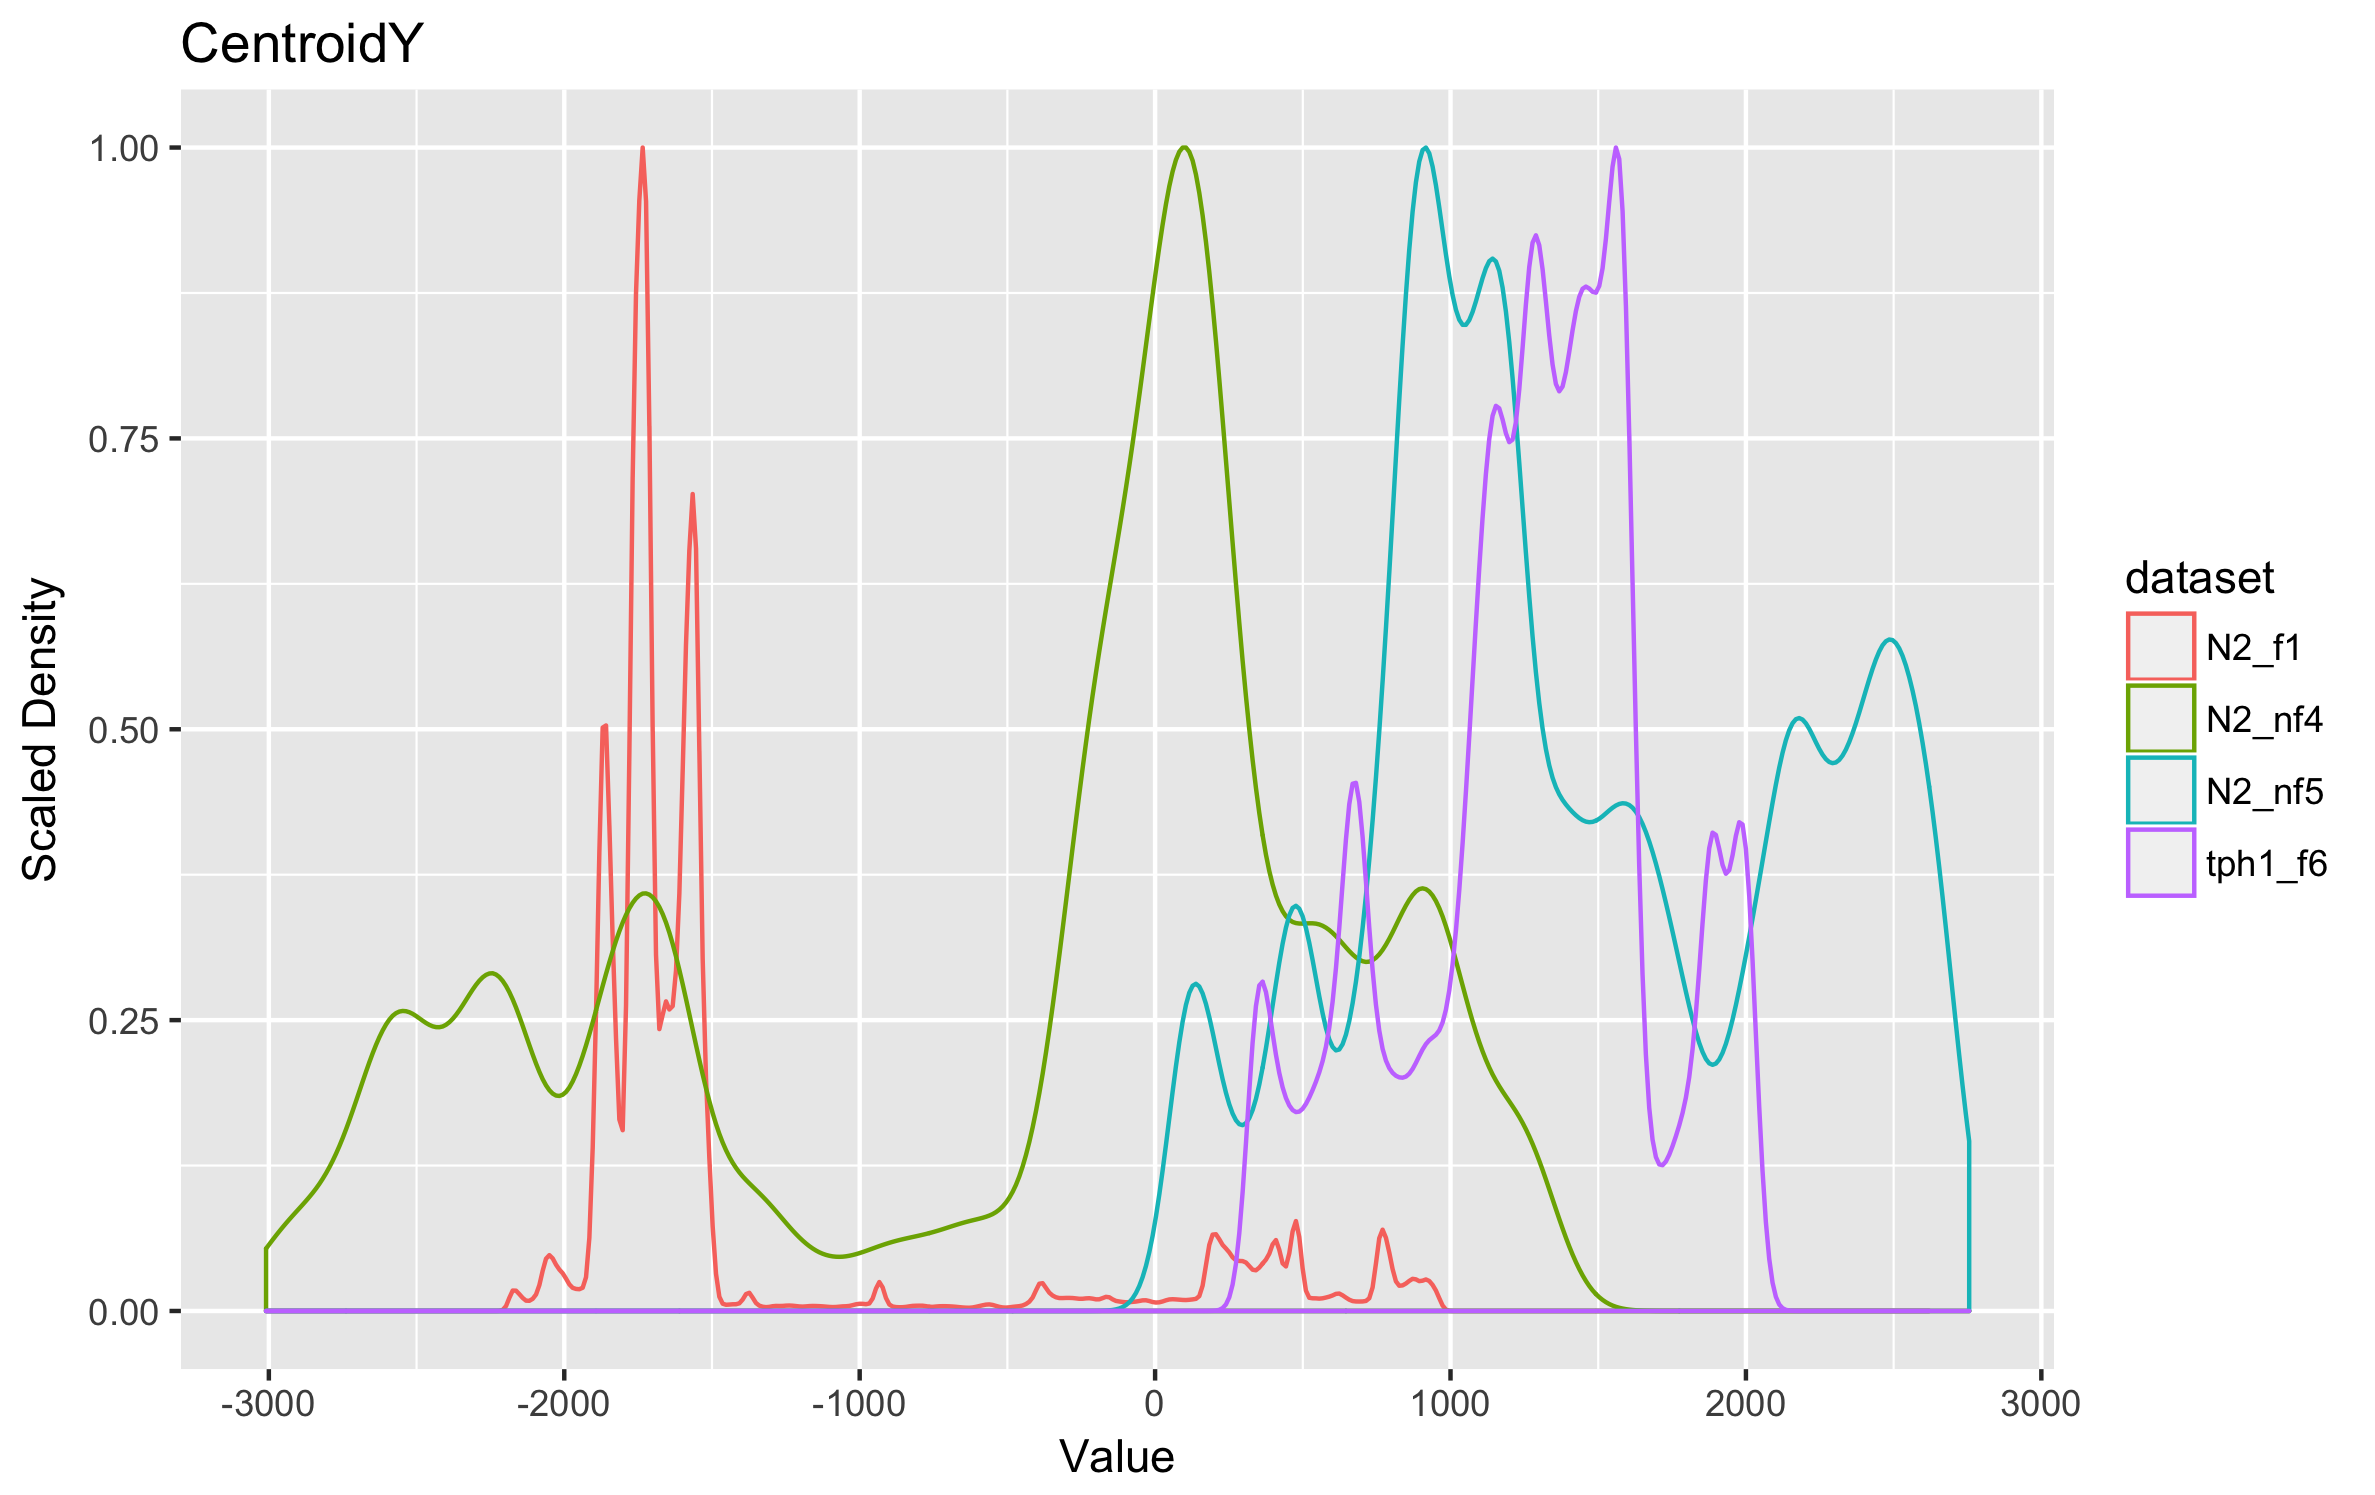 CentroidY
1.00
0.75
0.50
0.25
0.00
Scaled Density
-3000 -2000 -1000 0 1000 2000 3000
Value
dataset
N2_f1
N2_nf4
N2_nf5
tph1_f6